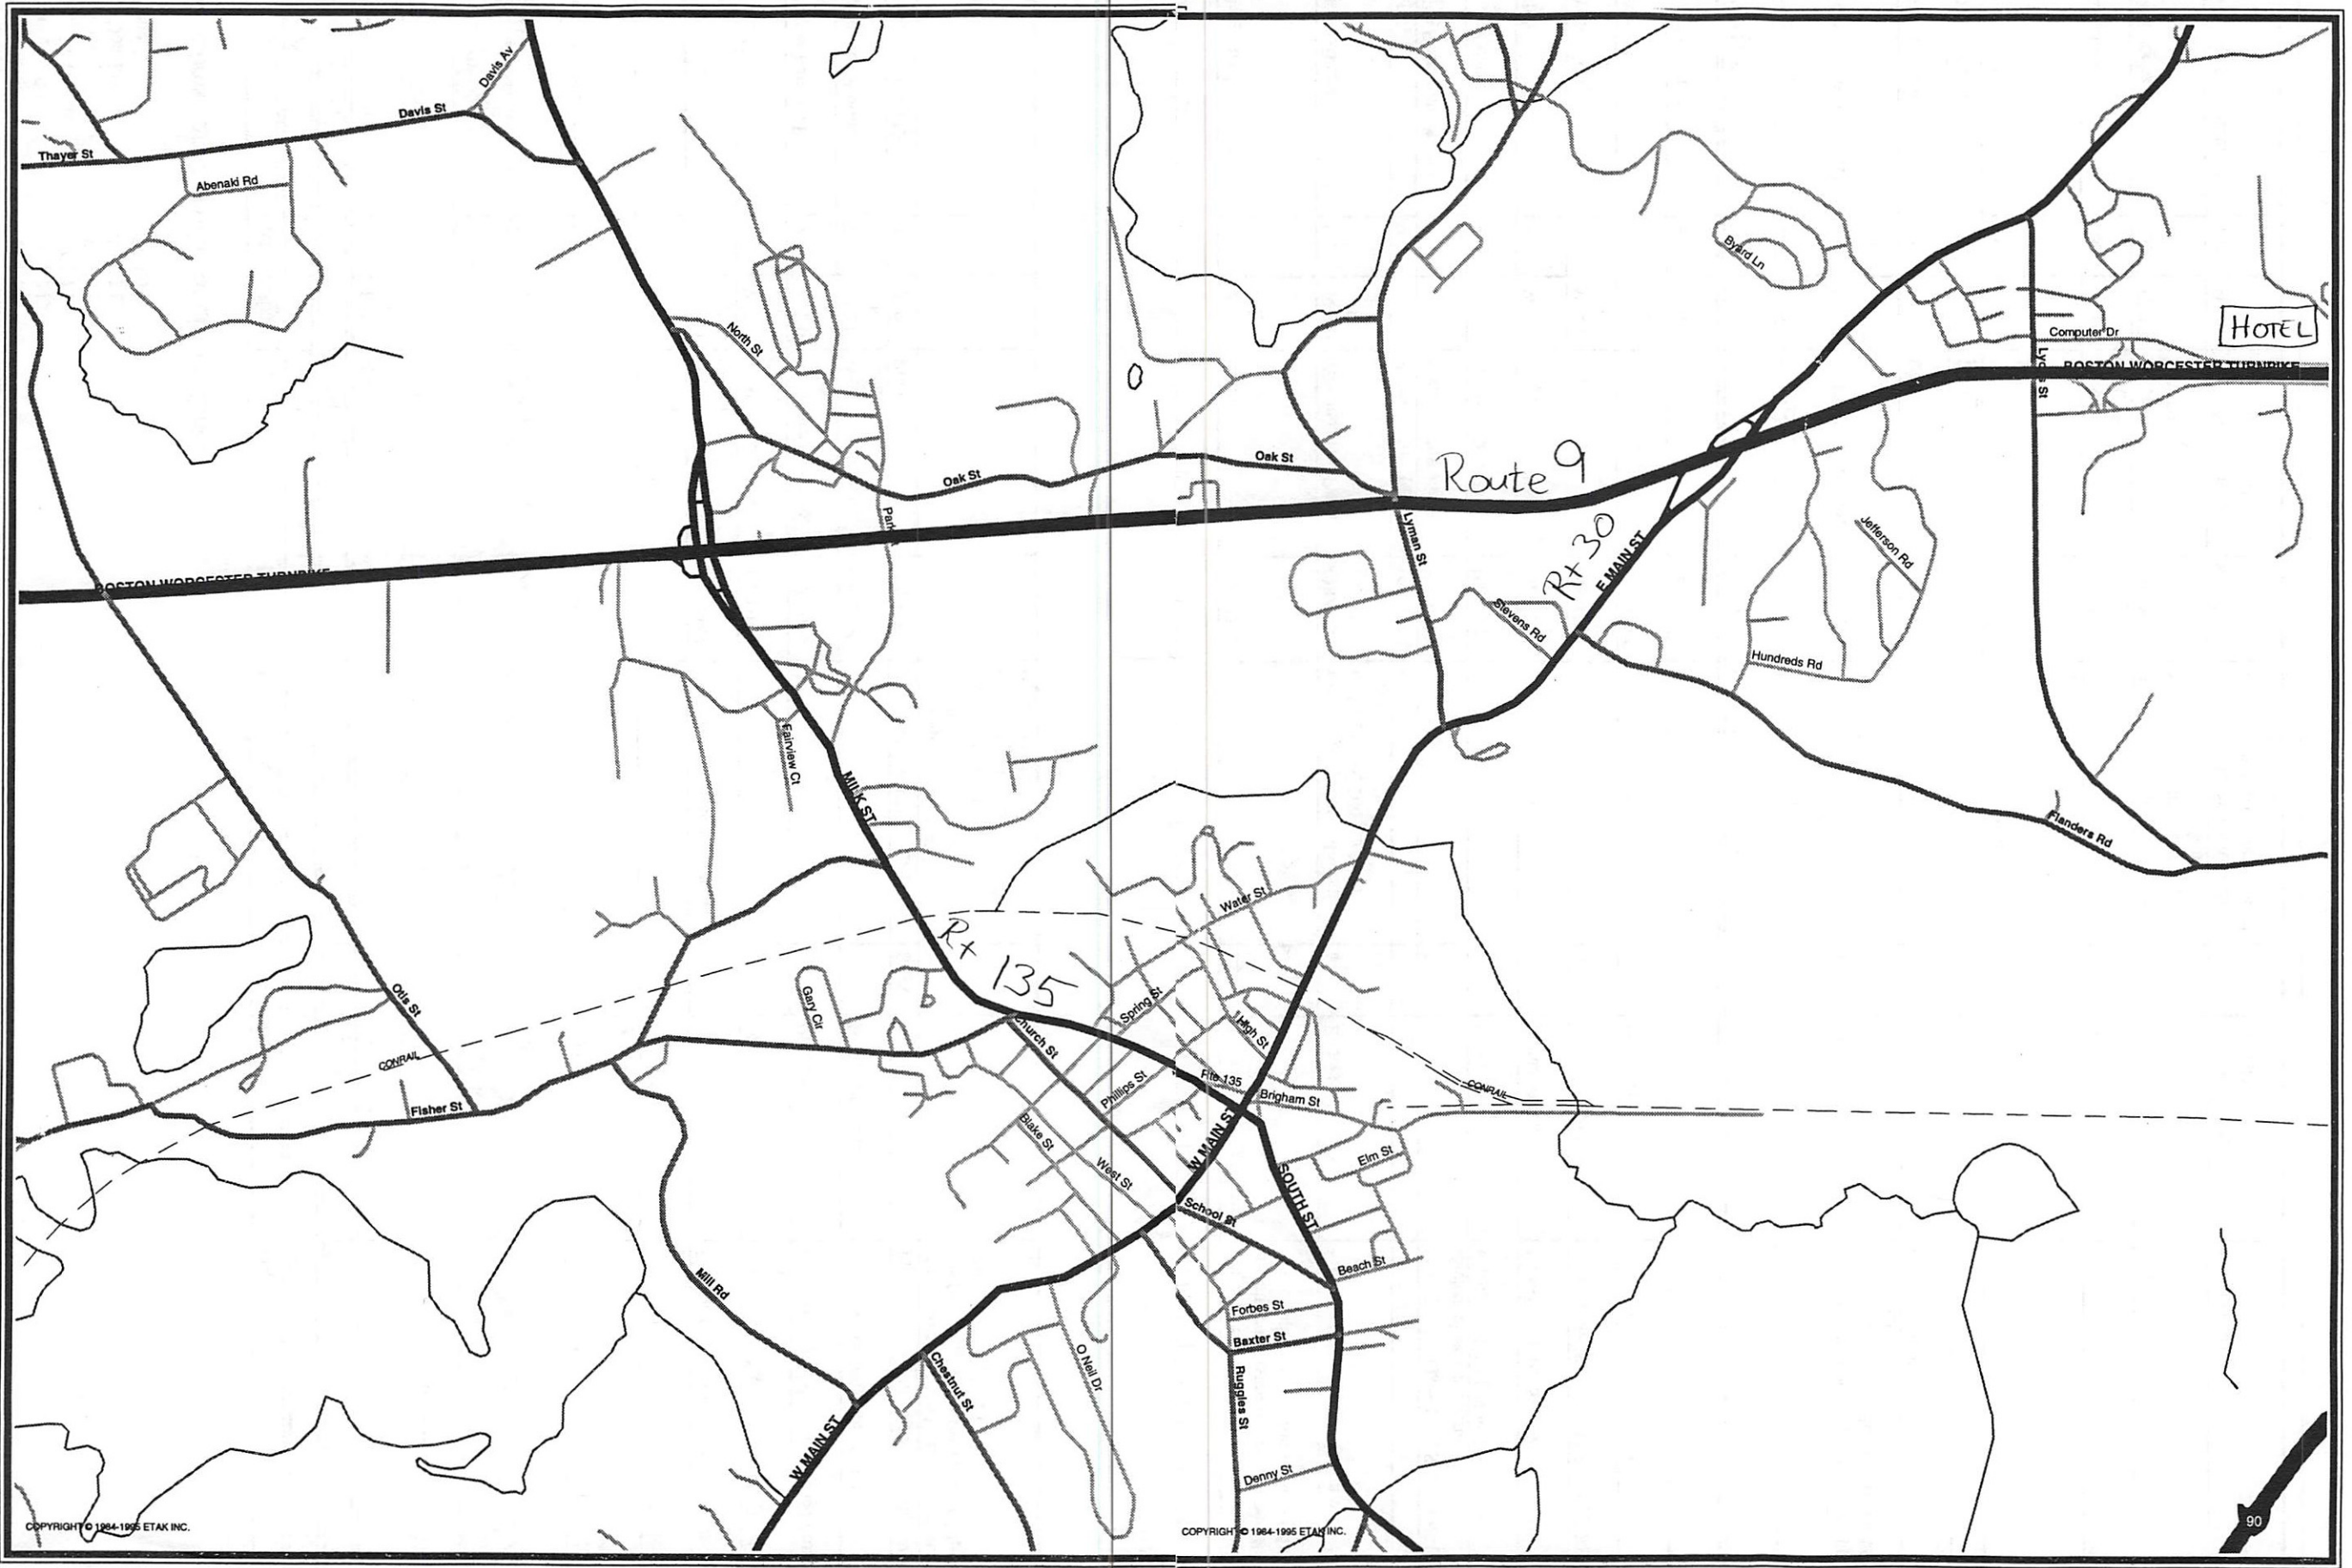 Davis Av
Davis St
Thayer St
Abenaki Rd
North St
Byard Ln
HOTEL
Computer Dr
BOSTON WORCESTER TURNPIKE
Lyons St
Oak St
Oak St
Route 9
Lyman St
Rt 30
E MAIN ST
Jefferson Rd
Stevens Rd
Hundreds Rd
BOSTON WORCESTER TURNPIKE
Fairview Ct
MILK ST
Flanders Rd
Water St
Rt 135
Otis St
Gary Cir
Spring St
High St
Church St
CONRAIL
Rte 135
Phillips St
Brigham St
CONRAIL
Fisher St
Blake St
W MAIN ST
Elm St
West St
SOUTH ST
School St
Beach St
Mill Rd
Forbes St
Baxter St
O Neil Dr
Chestnut St
Ruggles St
W MAIN ST
Denny St
90
COPYRIGHT © 1984-1995 ETAK INC.
COPYRIGHT © 1984-1995 ETAK INC.